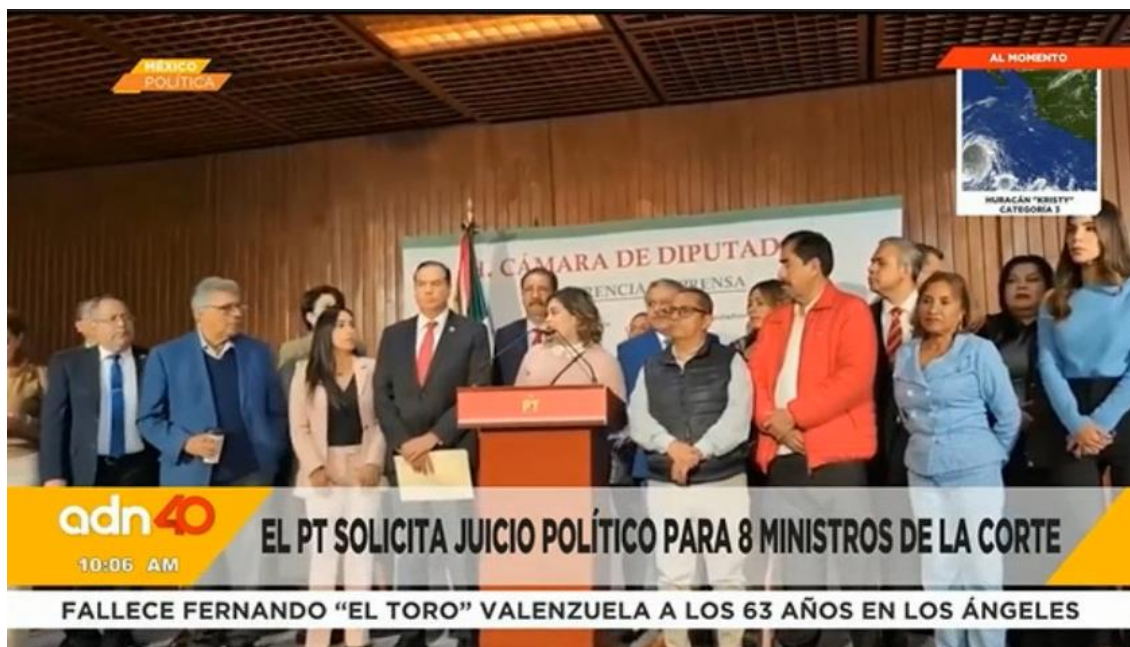 MÉXICO
POLÍTICA
AL MOMENTO
HURACÁN "KRISTY"
CATEGORÍA 3
H. CÁMARA DE DIPUTAD
RENCIA PRENSA
PT
adn40
10:06 AM
EL PT SOLICITA JUICIO POLÍTICO PARA 8 MINISTROS DE LA CORTE
FALLECE FERNANDO “EL TORO” VALENZUELA A LOS 63 AÑOS EN LOS ÁNGELES